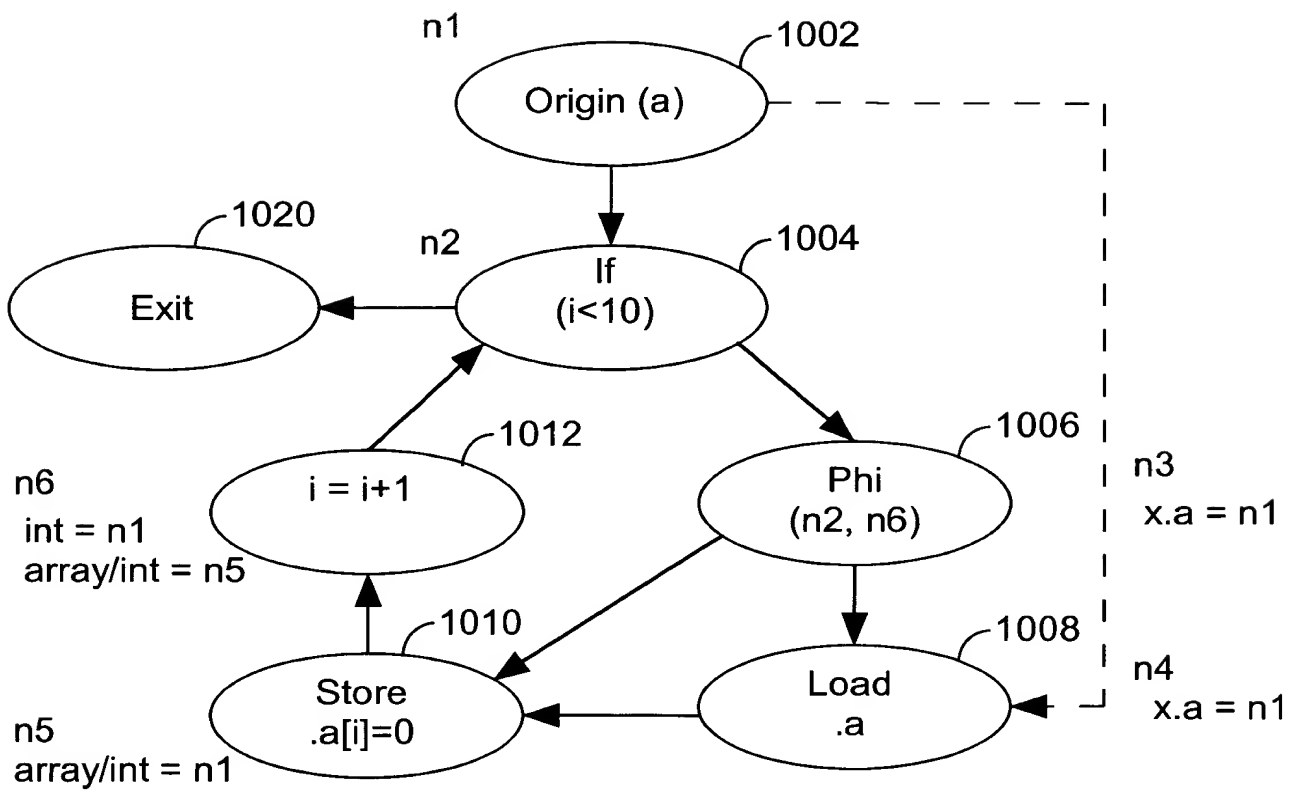 n1
1002
Origin (a)
1020
n2
1004
If
(i<10)
Exit
1012
1006
n6
int = n1
array/int = n5
i = i+1
Phi
(n2, n6)
n3
x.a = n1
1010
1008
Store
.a[i]=0
Load
.a
n4
x.a = n1
n5
array/int = n1